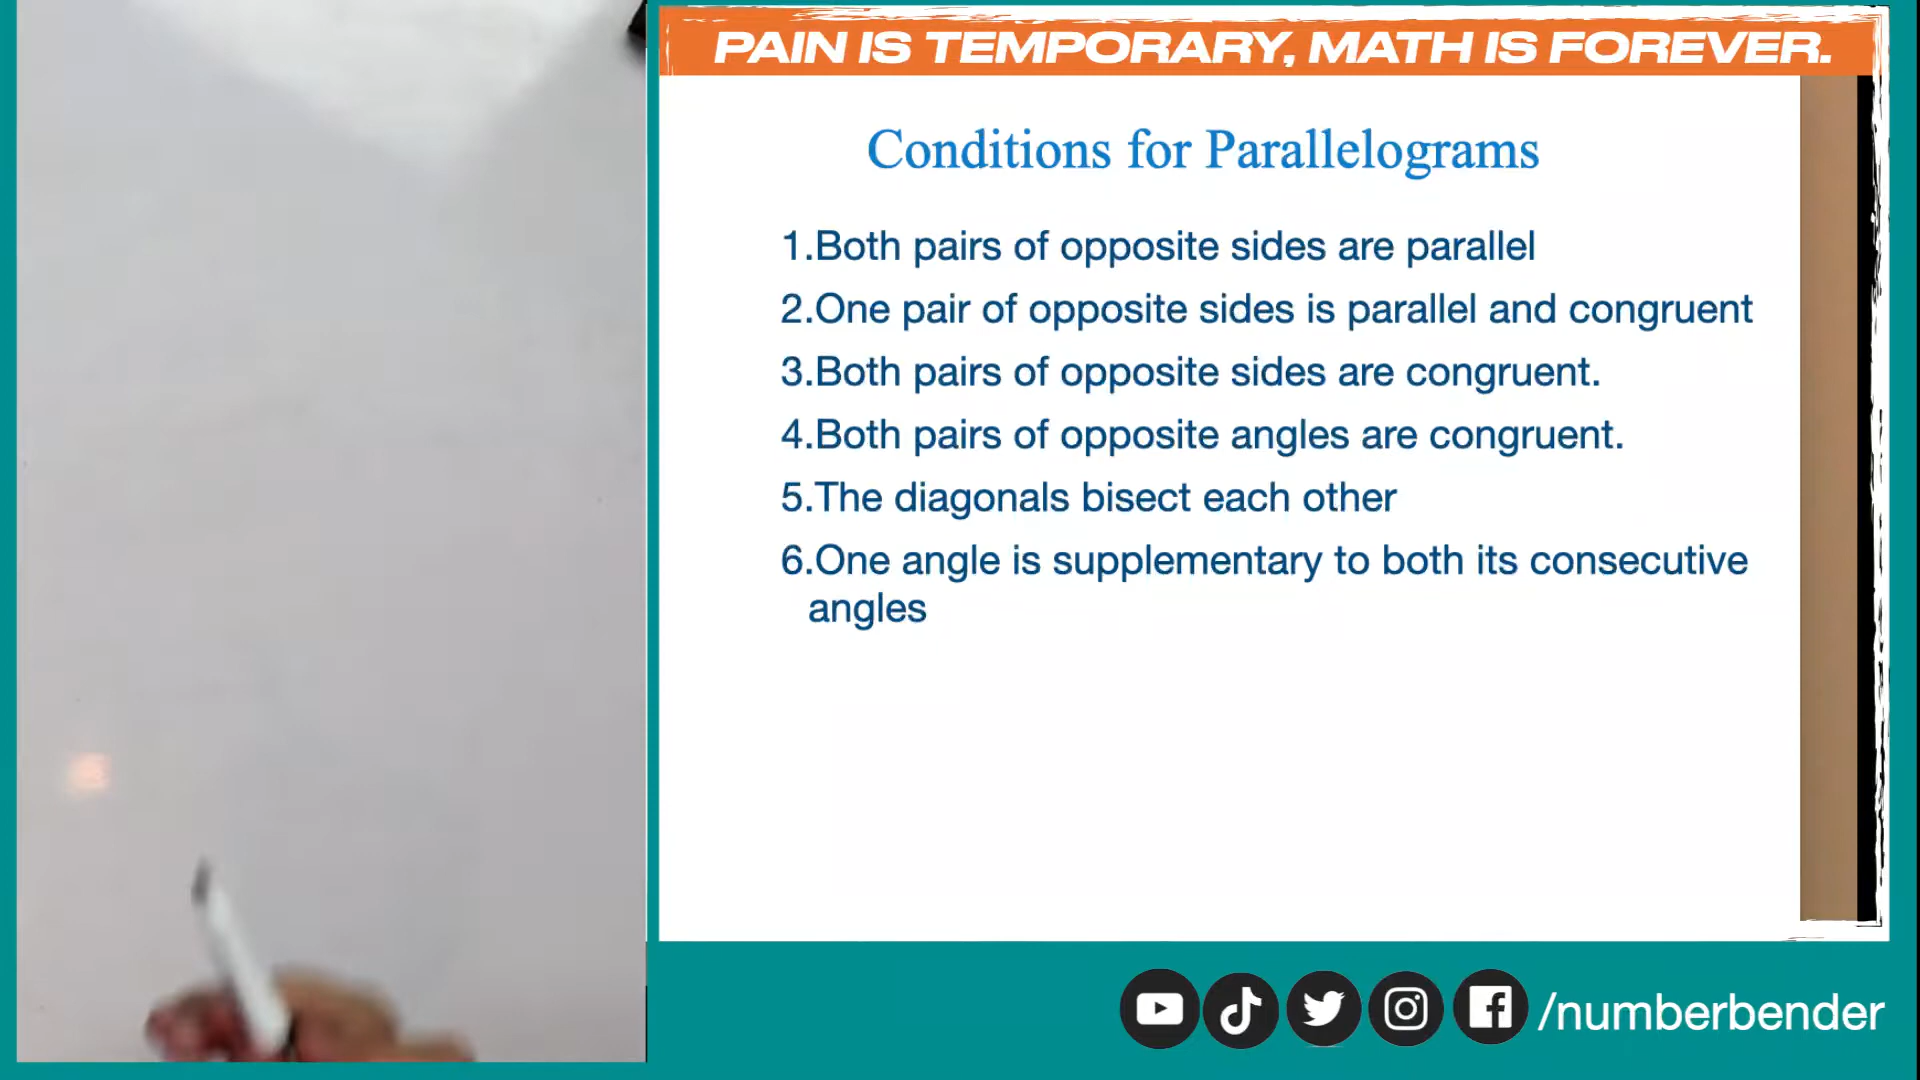 PAIN IS TEMPORARY, MATH IS FOREVER.
Conditions for Parallelograms
1.Both pairs of opposite sides are parallel
2.One pair of opposite sides is parallel and congruent
3.Both pairs of opposite sides are congruent.
4.Both pairs of opposite angles are congruent.
5.The diagonals bisect each other
6.One angle is supplementary to both its consecutive
angles
/numberbender